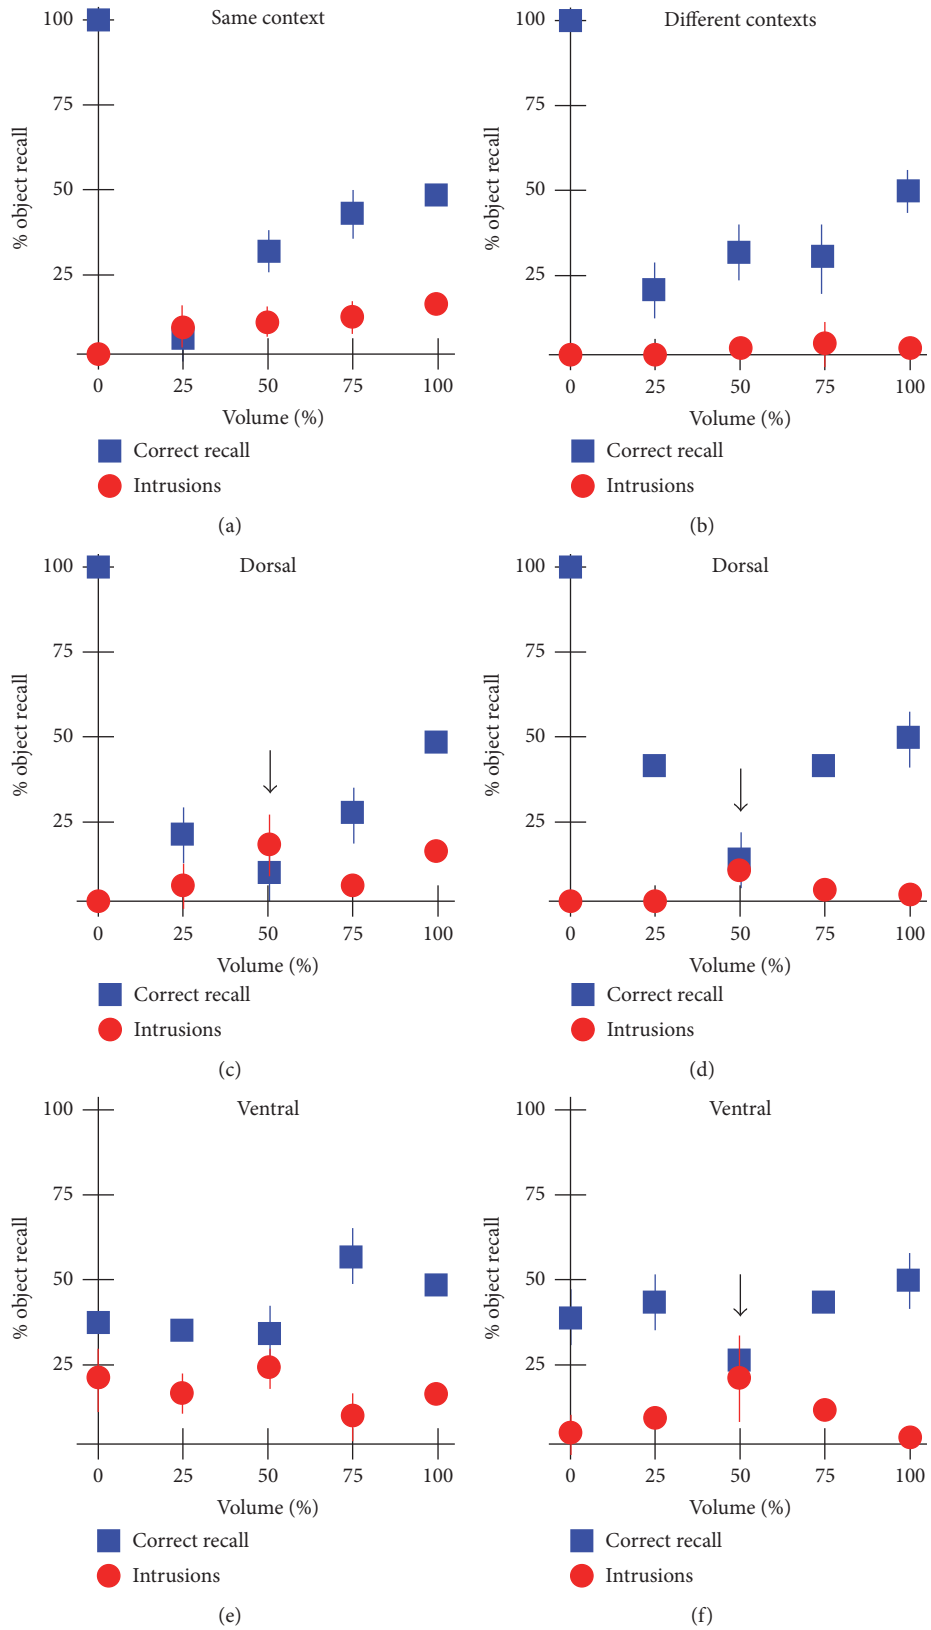 Same context
100
75
50
25
% object recall
0 25 50 75 100
Volume (%)
Correct recall
Intrusions
(a)
Different contexts
100
75
50
25
% object recall
0 25 50 75 100
Volume (%)
Correct recall
Intrusions
(b)
Dorsal
100
75
50
25
% object recall
0 25 50 75 100
Volume (%)
Correct recall
Intrusions
(c)
Dorsal
100
75
50
25
% object recall
0 25 50 75 100
Volume (%)
Correct recall
Intrusions
(d)
Ventral
100
75
50
25
% object recall
0 25 50 75 100
Volume (%)
Correct recall
Intrusions
(e)
Ventral
100
75
50
25
% object recall
0 25 50 75 100
Volume (%)
Correct recall
Intrusions
(f)